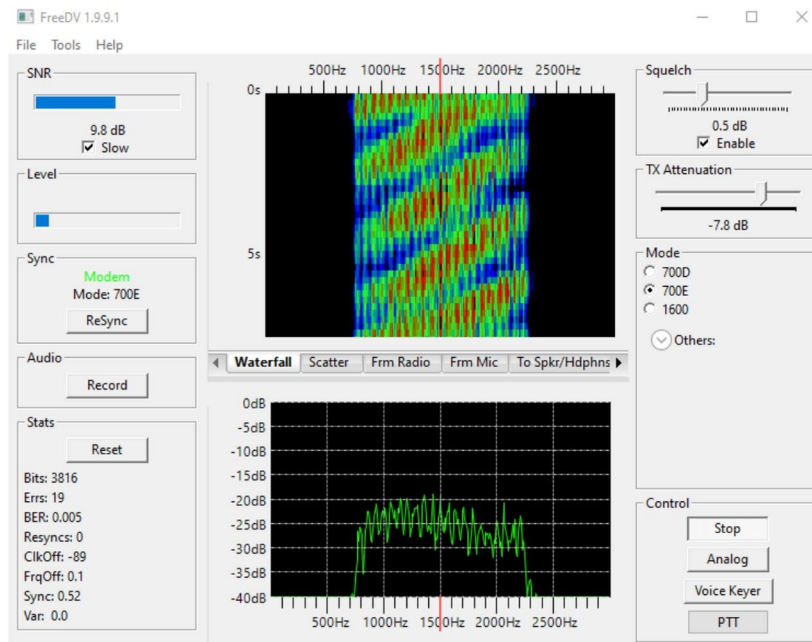 FreeDV 1.9.9.1
File Tools Help
SNR
9.8 dB
Slow
Level
Sync
Modem
Mode: 700E
ReSync
Audio
Record
Stats
Reset
Bits: 3816
Errs: 19
BER: 0.005
Resyncs: 0
ClkOff: -89
FrqOff: 0.1
Sync: 0.52
Var: 0.0
500Hz 1000Hz 1500Hz 2000Hz 2500Hz
0s
5s
Waterfall Scatter Frm Radio Frm Mic To Spkr/Hdphns
0dB
-5dB
-10dB
-15dB
-20dB
-25dB
-30dB
-35dB
-40dB
500Hz 1000Hz 1500Hz 2000Hz 2500Hz
Squelch
0.5 dB
Enable
TX Attenuation
-7.8 dB
Mode
700D
700E
1600
Others:
Control
Stop
Analog
Voice Keyer
PTT